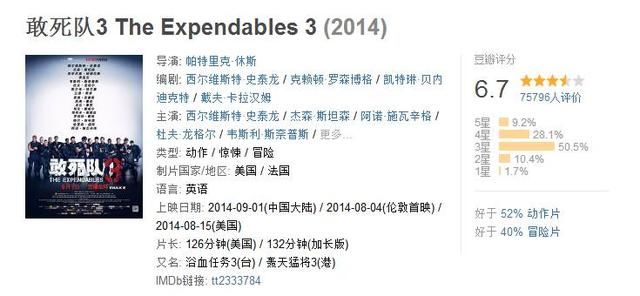 敢死队3 The Expendables 3 (2014)
敢死队3
THE EXPENDABLES
导演: 帕特里克·休斯
编剧: 西尔维斯特·史泰龙 / 克赖顿·罗森博格 / 凯特琳·贝内
迪克特 / 戴夫·卡拉汉姆
主演: 西尔维斯特·史泰龙 / 杰森·斯坦森 / 阿诺·施瓦辛格 /
杜夫·龙格尔 / 韦斯利·斯奈普斯 / 更多...
类型: 动作 / 惊悚 / 冒险
制片国家/地区: 美国 / 法国
语言: 英语
上映日期: 2014-09-01(中国大陆) / 2014-08-04(伦敦首映) /
2014-08-15(美国)
片长: 126分钟(美国) / 132分钟(加长版)
又名: 浴血任务3(台) / 轰天猛将3(港)
IMDb链接: tt2333784
豆瓣评分
6.7
75796人评价
5星 9.2%
4星 28.1%
3星 50.5%
2星 10.4%
1星 1.7%
好于 52% 动作片
好于 40% 冒险片